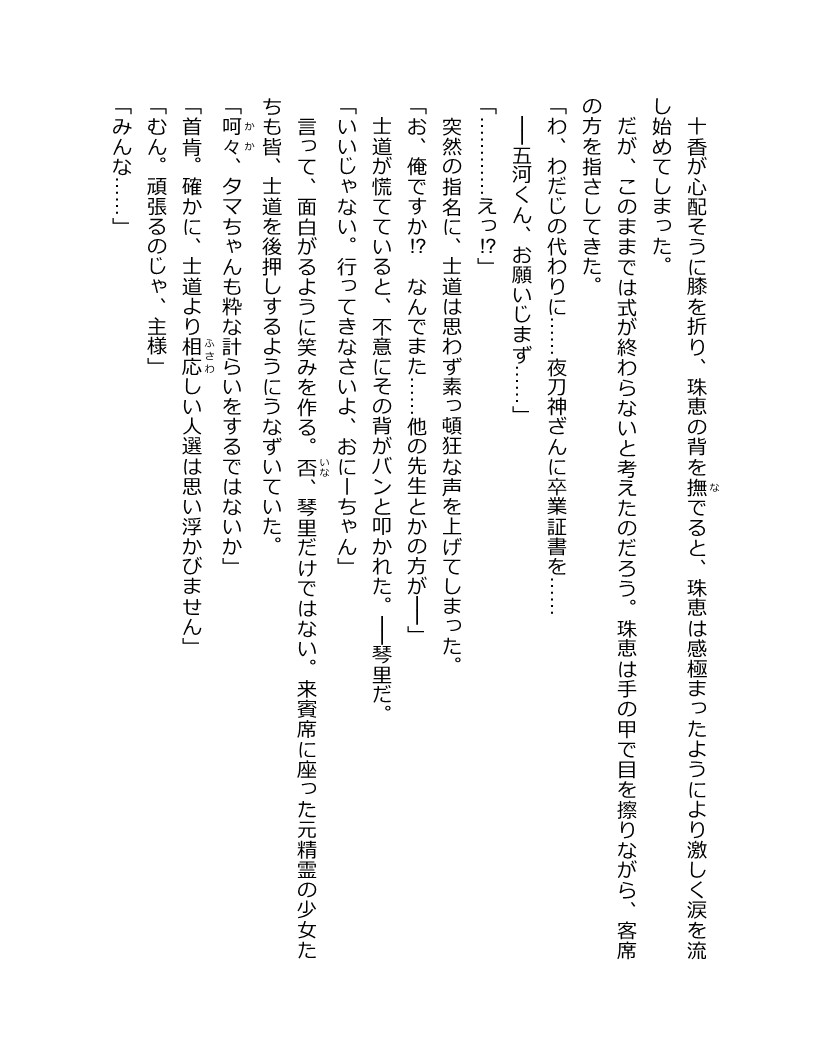 十香が心配そうに膝を折り、珠恵の背を撫でると、珠恵は感極まったようにより激しく涙を流
し始めてしまった。
だが、このままでは式が終わらないと考えたのだろう。珠恵は手の甲で目を擦りながら、客席
の方を指さしてきた。
「わ、わだじの代わりに……夜刀神ざんに卒業証書を……
──五河くん、お願いじまず……」
「…………えっ!?」
突然の指名に、士道は思わず素っ頓狂な声を上げてしまった。
「お、俺ですか!?　なんでまた……他の先生とかの方が──」
士道が慌てていると、不意にその背がバンと叩かれた。──琴里だ。
「いいじゃない。行ってきなさいよ、おにーちゃん」
言って、面白がるように笑みを作る。否、琴里だけではない。来賓席に座った元精霊の少女た
ちも皆、士道を後押しするようにうなずいていた。
「呵々、タマちゃんも粋な計らいをするではないか」
「首肯。確かに、士道より相応しい人選は思い浮かびません」
「むん。頑張るのじゃ、主様」
「みんな……」